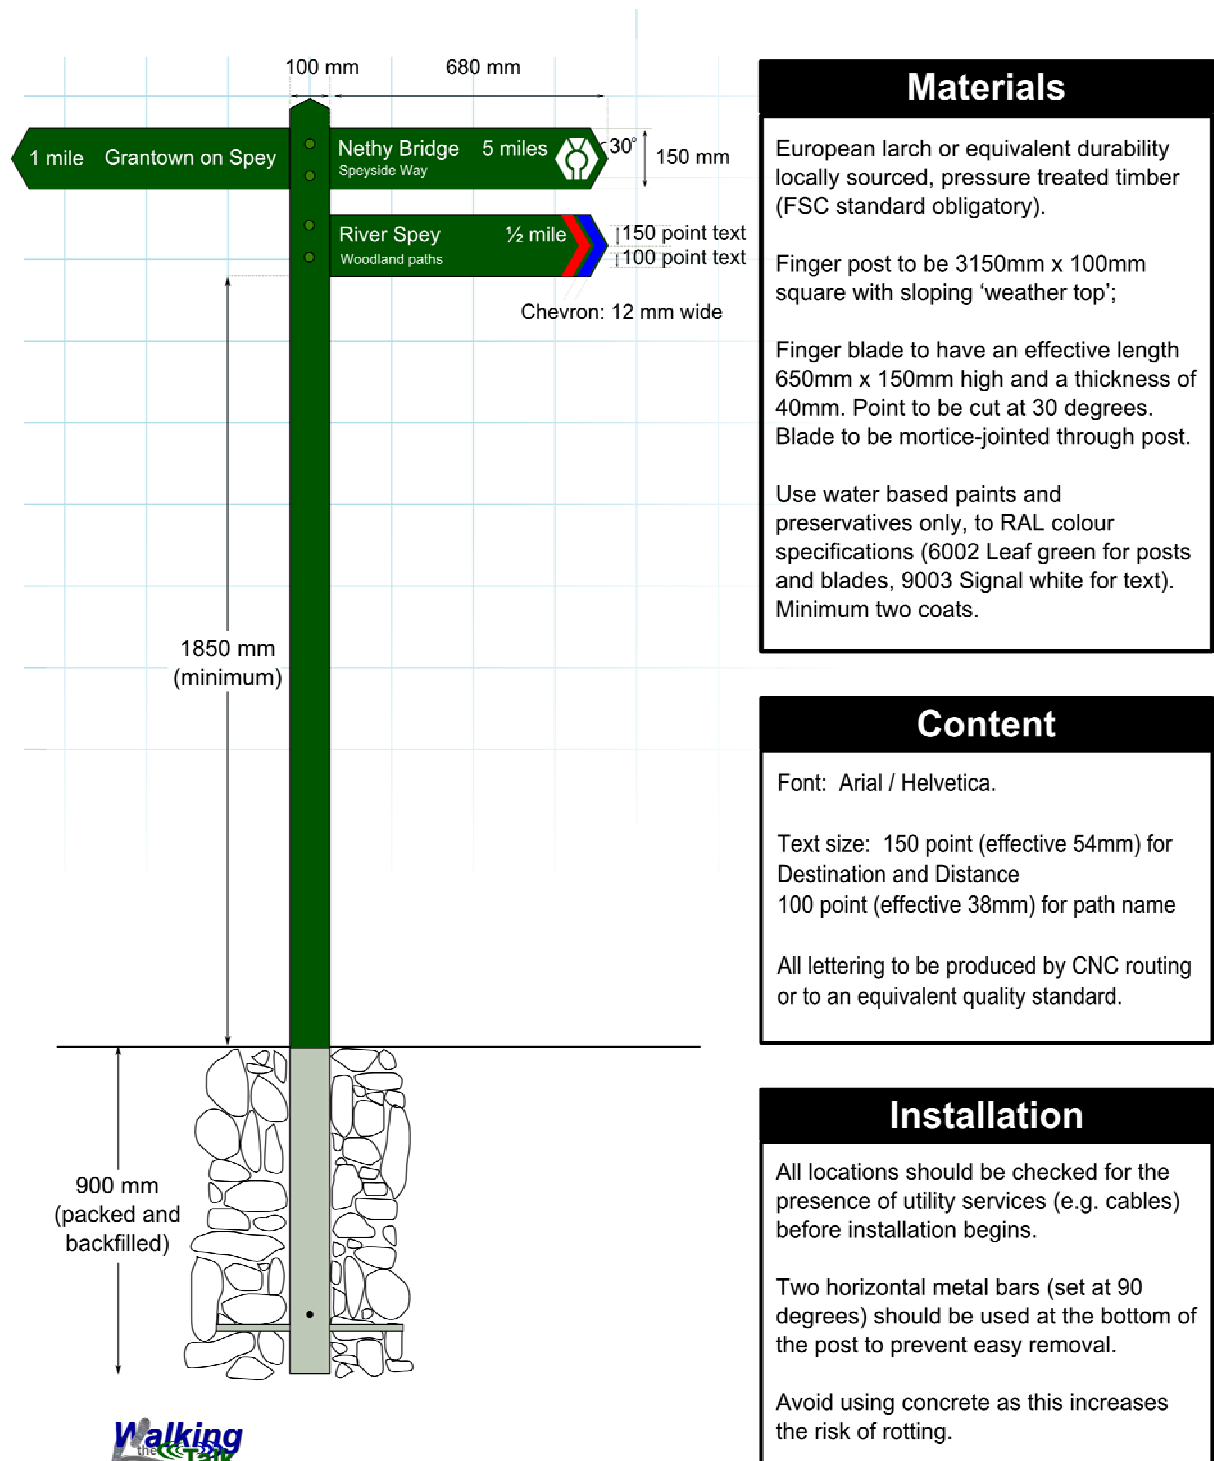 100 mm
680 mm
1 mile Grantown on Spey
Nethy Bridge 5 miles
Speyside Way
30°
150 mm
River Spey ½ mile
Woodland paths
150 point text
100 point text
Chevron: 12 mm wide
1850 mm
(minimum)
900 mm
(packed and
backfilled)
Walking
the
Talk
Materials
European larch or equivalent durability
locally sourced, pressure treated timber
(FSC standard obligatory).
Finger post to be 3150mm x 100mm
square with sloping ‘weather top’;
Finger blade to have an effective length
650mm x 150mm high and a thickness of
40mm. Point to be cut at 30 degrees.
Blade to be mortice-jointed through post.
Use water based paints and
preservatives only, to RAL colour
specifications (6002 Leaf green for posts
and blades, 9003 Signal white for text).
Minimum two coats.
Content
Font: Arial / Helvetica.
Text size: 150 point (effective 54mm) for
Destination and Distance
100 point (effective 38mm) for path name
All lettering to be produced by CNC routing
or to an equivalent quality standard.
Installation
All locations should be checked for the
presence of utility services (e.g. cables)
before installation begins.
Two horizontal metal bars (set at 90
degrees) should be used at the bottom of
the post to prevent easy removal.
Avoid using concrete as this increases
the risk of rotting.